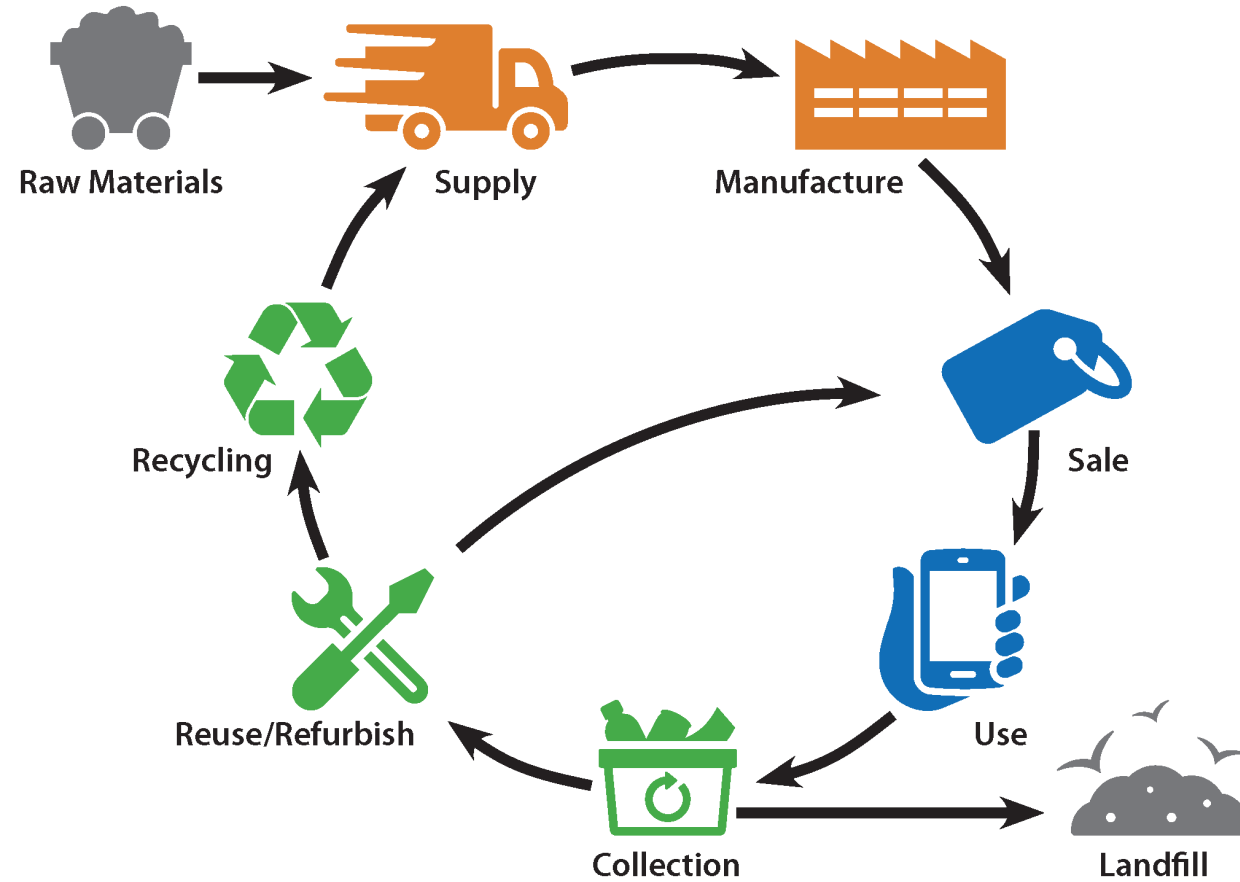 Raw Materials
Supply
Manufacture
Recycling
Sale
Reuse/Refurbish
Use
Collection
Landfill